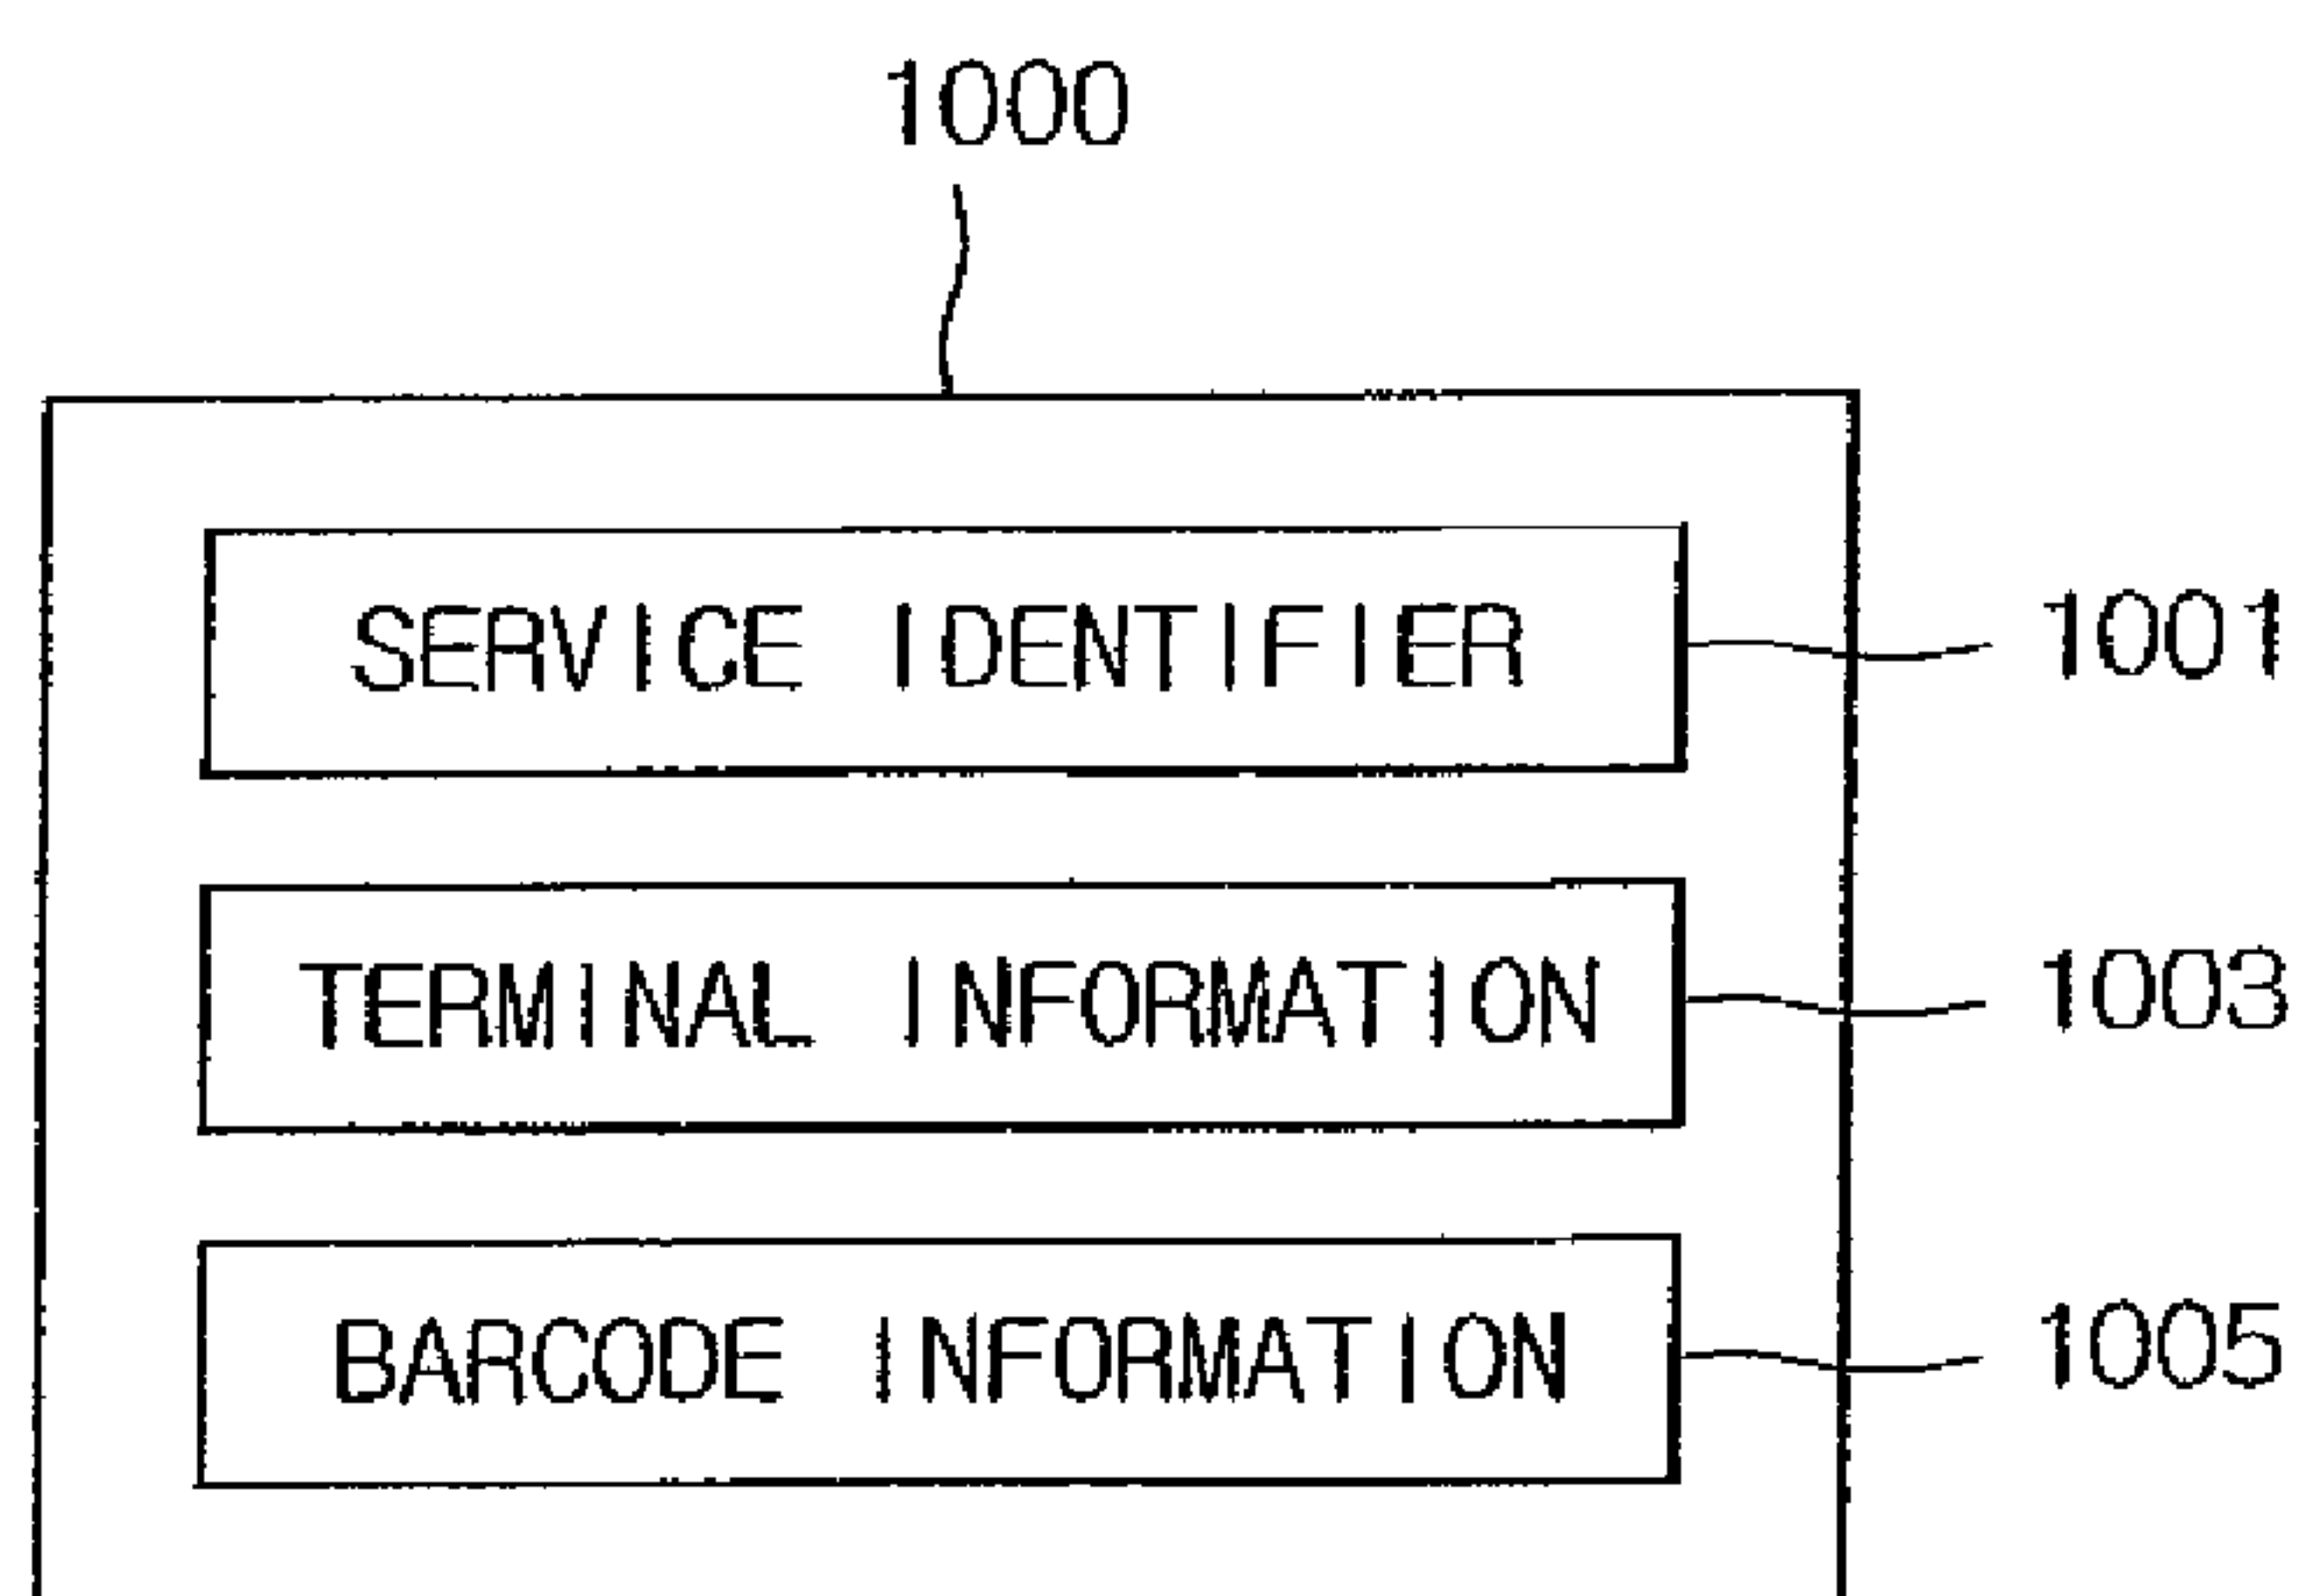 1000
SERVICE IDENTIFIER 1001
TERMINAL INFORMATION 1003
BARCODE INFORMATION 1005